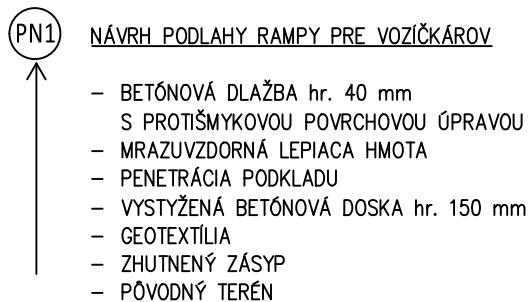 PN1 NÁVRH PODLAHY RAMPY PRE VOZÍČKÁROV
– BETÓNOVÁ DLAŽBA hr. 40 mm
S PROTIŠMYKOVOU POVRCHOVOU ÚPRAVOU
– MRAZUVZDORNÁ LEPIACA HMOTA
– PENETRÁCIA PODKLADU
– VYSTYŽENÁ BETÓNOVÁ DOSKA hr. 150 mm
– GEOTEXTÍLIA
– ZHUTNENÝ ZÁSYP
– PÔVODNÝ TERÉN